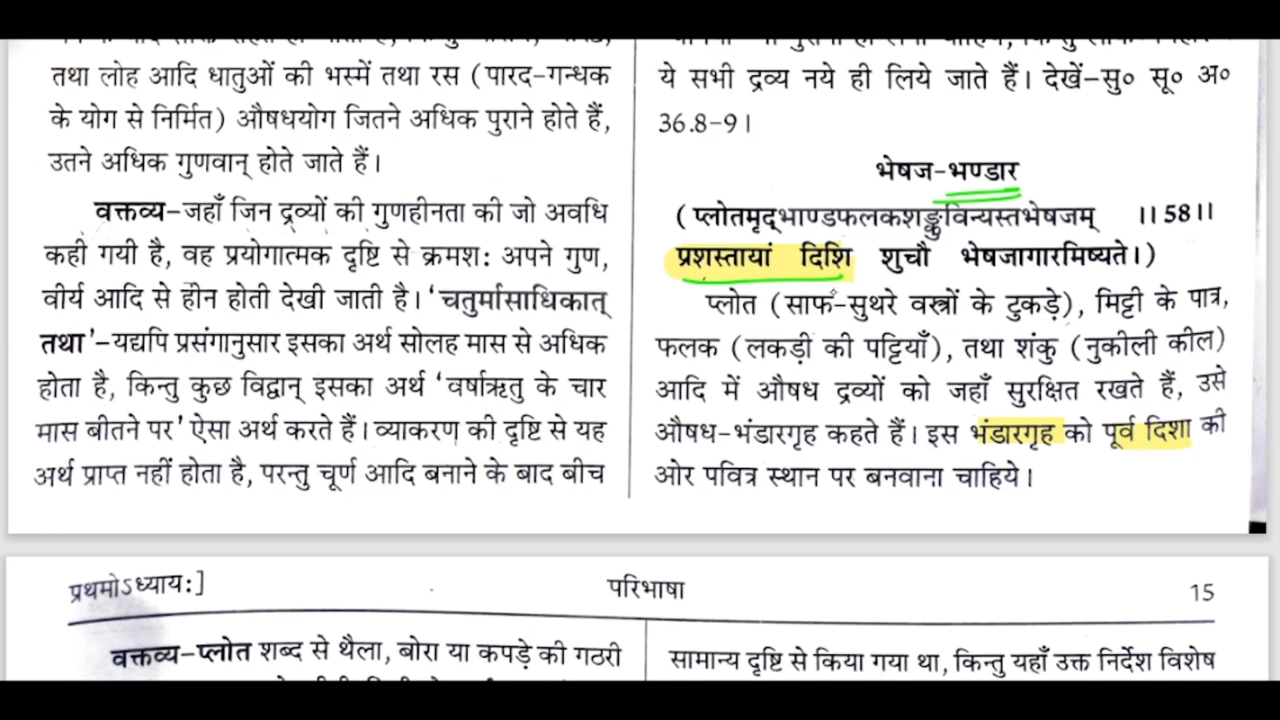 तथा लोह आदि धातुओं की भस्में तथा रस (पारद-गन्धक
के योग से निर्मित) औषधयोग जितने अधिक पुराने होते हैं,
उतने अधिक गुणवान् होते जाते हैं।
वक्तव्य-जहाँ जिन द्रव्यों की गुणहीनता की जो अवधि
कही गयी है, वह प्रयोगात्मक दृष्टि से क्रमशः अपने गुण,
वीर्य आदि से हीन होती देखी जाती है। 'चतुर्मासाधिकात्
तथा'-यद्यपि प्रसंगानुसार इसका अर्थ सोलह मास से अधिक
होता है, किन्तु कुछ विद्वान् इसका अर्थ 'वर्षाऋतु के चार
मास बीतने पर' ऐसा अर्थ करते हैं। व्याकरण की दृष्टि से यह
अर्थ प्राप्त नहीं होता है, परन्तु चूर्ण आदि बनाने के बाद बीच
ये सभी द्रव्य नये ही लिये जाते हैं। देखें-सु० सू० अ०
36.8-9।
भेषज-भण्डार
(प्लोतमृद्भाण्डफलकशङ्कुविन्यस्तभेषजम् ।।58।।
प्रशस्तायां दिशि शुचौ भेषजागारमिष्यते।)
प्लोत (साफ-सुथरे वस्त्रों के टुकड़े), मिट्टी के पात्र,
फलक (लकड़ी की पट्टियाँ), तथा शंकु (नुकीली कील)
आदि में औषध द्रव्यों को जहाँ सुरक्षित रखते हैं, उसे
औषध-भंडारगृह कहते हैं। इस भंडारगृह को पूर्व दिशा की
ओर पवित्र स्थान पर बनवाना चाहिये।
प्रथमोऽध्यायः] परिभाषा 15
वक्तव्य-प्लोत शब्द से थैला, बोरा या कपड़े की गठरी
सामान्य दृष्टि से किया गया था, किन्तु यहाँ उक्त निर्देश विशेष